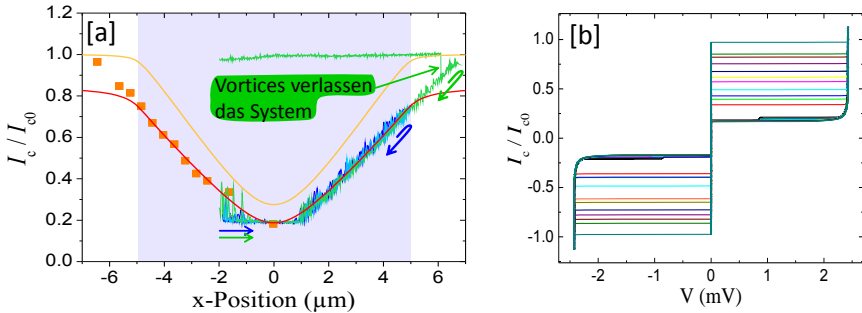 [a]
I_c / I_c0
1.0
0.8
0.6
0.4
0.2
0.0
Vortices verlassen
das System
-6 -4 -2 0 2 4 6
x-Position (μm)
[b]
I_c / I_c0
1.0
0.5
0.0
-0.5
-1.0
-2 -1 0 1 2
V (mV)